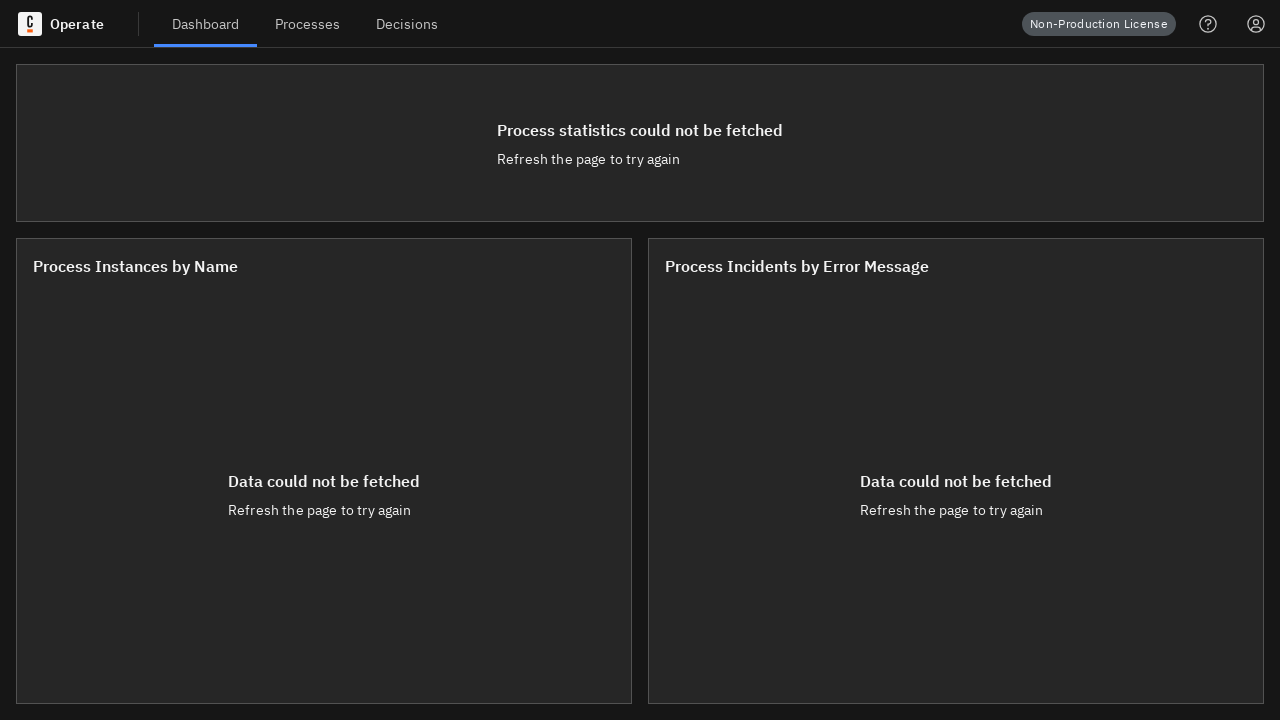 Operate
Dashboard
Processes
Decisions
Non-Production License
Process statistics could not be fetched
Refresh the page to try again
Process Instances by Name
Data could not be fetched
Refresh the page to try again
Process Incidents by Error Message
Data could not be fetched
Refresh the page to try again